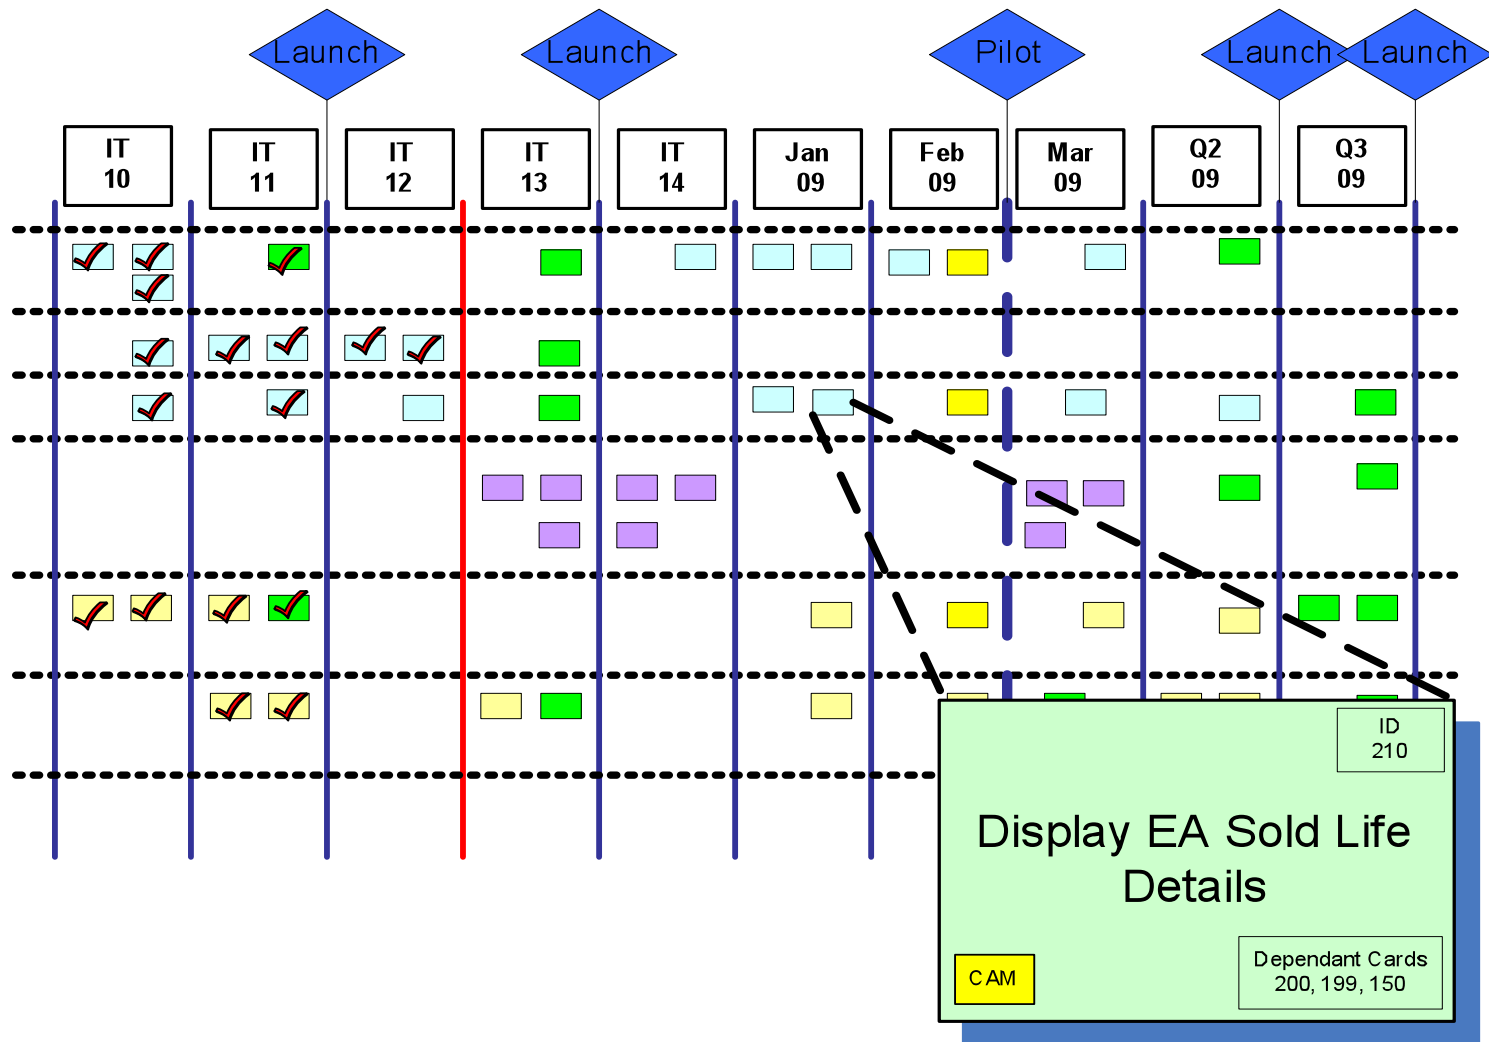 Launch
Launch
Pilot
Launch
Launch
IT
10
IT
11
IT
12
IT
13
IT
14
Jan
09
Feb
09
Mar
09
Q2
09
Q3
09
ID
210
Display EA Sold Life
Details
CAM
Dependant Cards
200, 199, 150